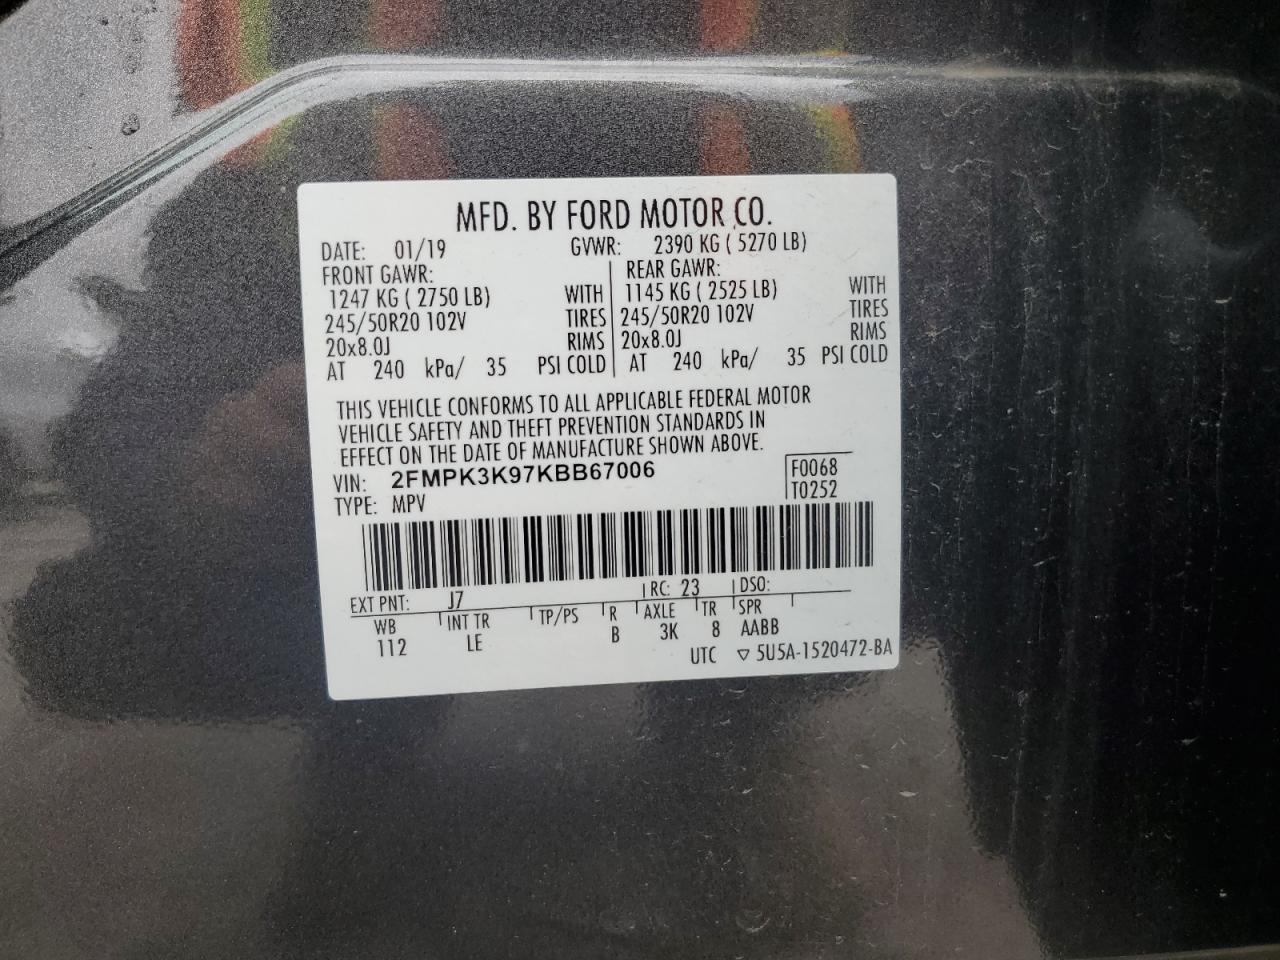 MFD. BY FORD MOTOR CO.
DATE: 01/19 GVWR: 2390 KG ( 5270 LB)
FRONT GAWR: REAR GAWR:
1247 KG ( 2750 LB) WITH 1145 KG ( 2525 LB) WITH
245/50R20 102V TIRES 245/50R20 102V TIRES
20x8.0J RIMS 20x8.0J RIMS
AT 240 kPa/ 35 PSI COLD AT 240 kPa/ 35 PSI COLD
THIS VEHICLE CONFORMS TO ALL APPLICABLE FEDERAL MOTOR
VEHICLE SAFETY AND THEFT PREVENTION STANDARDS IN
EFFECT ON THE DATE OF MANUFACTURE SHOWN ABOVE.
VIN: 2FMPK3K97KBB67006 F0068
TYPE: MPV T0252
EXT PNT: J7 RC: 23 DSO:
WB INT TR TP/PS R AXLE TR SPR
112 LE B 3K 8 AABB
UTC ▽ 5U5A-1520472-BA